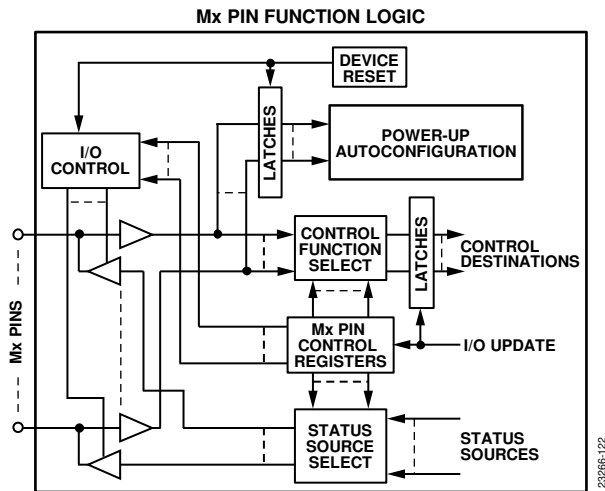 Mx PIN FUNCTION LOGIC
DEVICE
RESET
LATCHES
POWER-UP
AUTOCONFIGURATION
I/O
CONTROL
CONTROL
FUNCTION
SELECT
LATCHES
CONTROL
DESTINATIONS
Mx PINS
Mx PIN
CONTROL
REGISTERS
I/O UPDATE
STATUS
SOURCE
SELECT
STATUS
SOURCES
23266-122